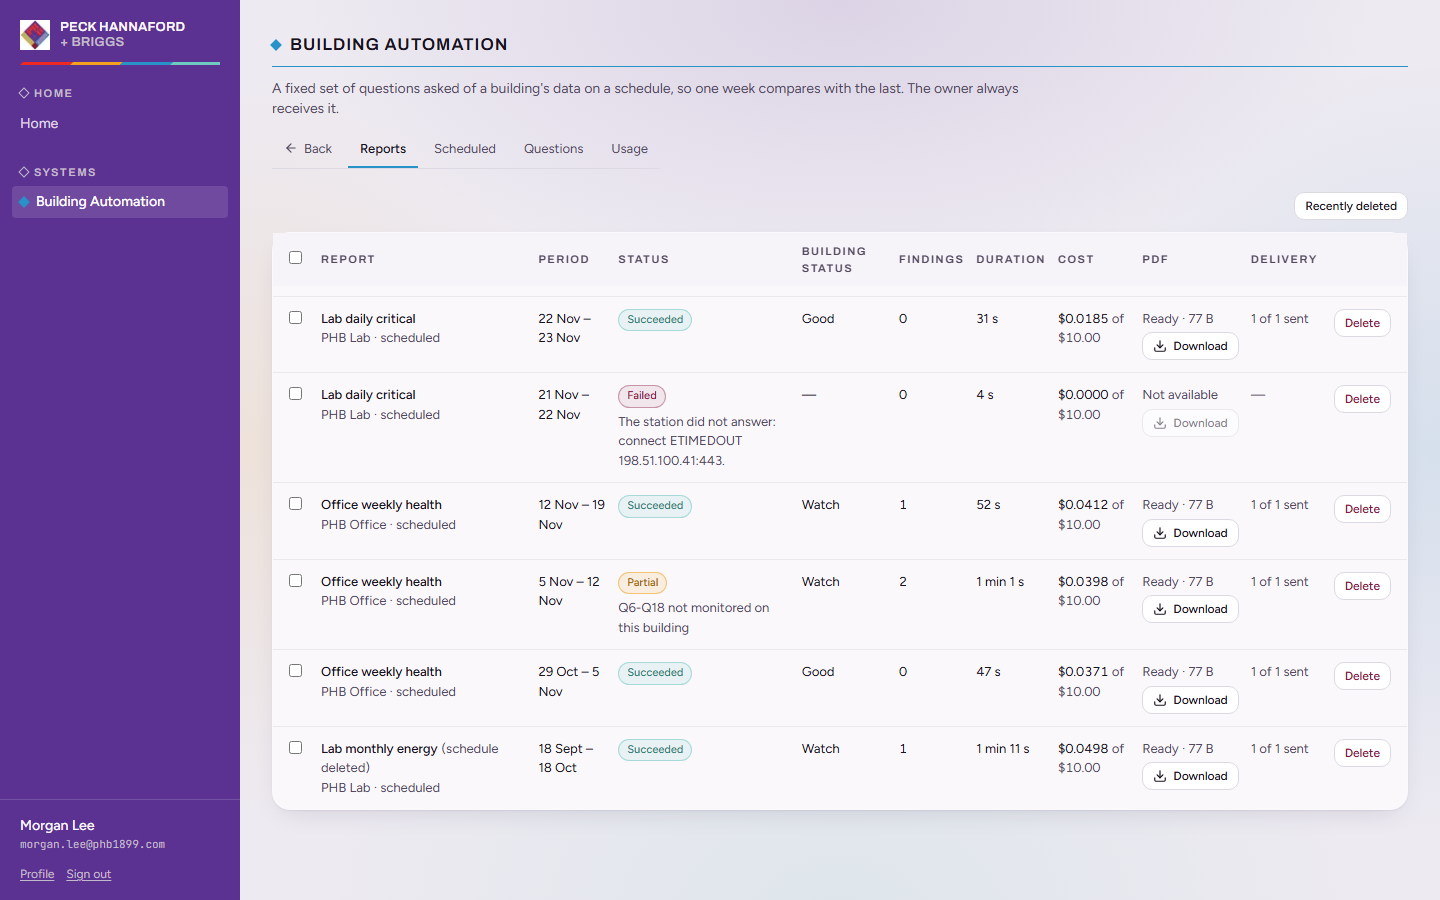 PECK HANNAFORD
+ BRIGGS
HOME
Home
SYSTEMS
Building Automation
Morgan Lee
morgan.lee@phb1899.com
Profile Sign out
BUILDING AUTOMATION
A fixed set of questions asked of a building's data on a schedule, so one week compares with the last. The owner always
receives it.
Back Reports Scheduled Questions Usage
Recently deleted
REPORT PERIOD STATUS BUILDING STATUS FINDINGS DURATION COST PDF DELIVERY
Lab daily critical 22 Nov – Succeeded Good 0 31 s $0.0185 of Ready · 77 B 1 of 1 sent Delete
PHB Lab · scheduled 23 Nov $10.00 Download
Lab daily critical 21 Nov – Failed — 0 4 s $0.0000 of Not available — Delete
PHB Lab · scheduled 22 Nov The station did not answer: $10.00 Download
connect ETIMEDOUT
198.51.100.41:443.
Office weekly health 12 Nov – 19 Succeeded Watch 1 52 s $0.0412 of Ready · 77 B 1 of 1 sent Delete
PHB Office · scheduled Nov $10.00 Download
Office weekly health 5 Nov – 12 Partial Watch 2 1 min 1 s $0.0398 of Ready · 77 B 1 of 1 sent Delete
PHB Office · scheduled Nov Q6-Q18 not monitored on $10.00 Download
this building
Office weekly health 29 Oct – 5 Succeeded Good 0 47 s $0.0371 of Ready · 77 B 1 of 1 sent Delete
PHB Office · scheduled Nov $10.00 Download
Lab monthly energy (schedule 18 Sept – Succeeded Watch 1 1 min 11 s $0.0498 of Ready · 77 B 1 of 1 sent Delete
deleted) 18 Oct $10.00 Download
PHB Lab · scheduled